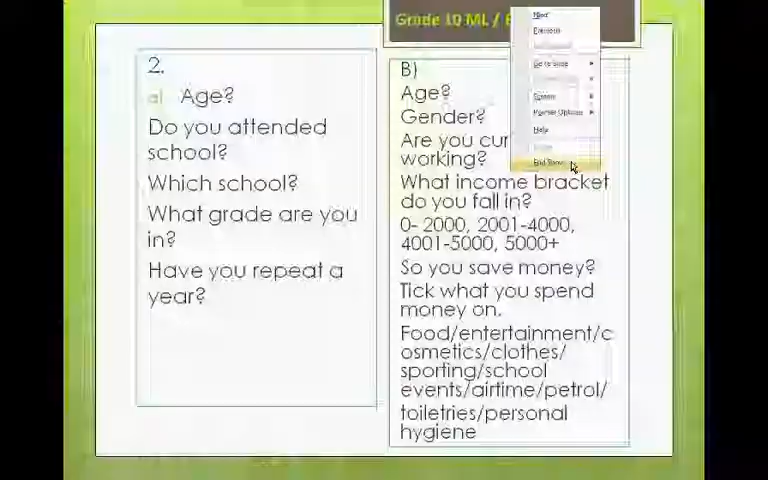 Grade 10 ML /
2.
a) Age?
Do you attended
school?
Which school?
What grade are you
in?
Have you repeat a
year?
B)
Age?
Gender?
Are you cur
working?
What income bracket
do you fall in?
0- 2000, 2001-4000,
4001-5000, 5000+
So you save money?
Tick what you spend
money on.
Food/entertainment/c
osmetics/clothes/
sporting/school
events/airtime/petrol/
toiletries/personal
hygiene
Next
Previous
Go to Slide
Screen
Pointer Options
Help
End Show